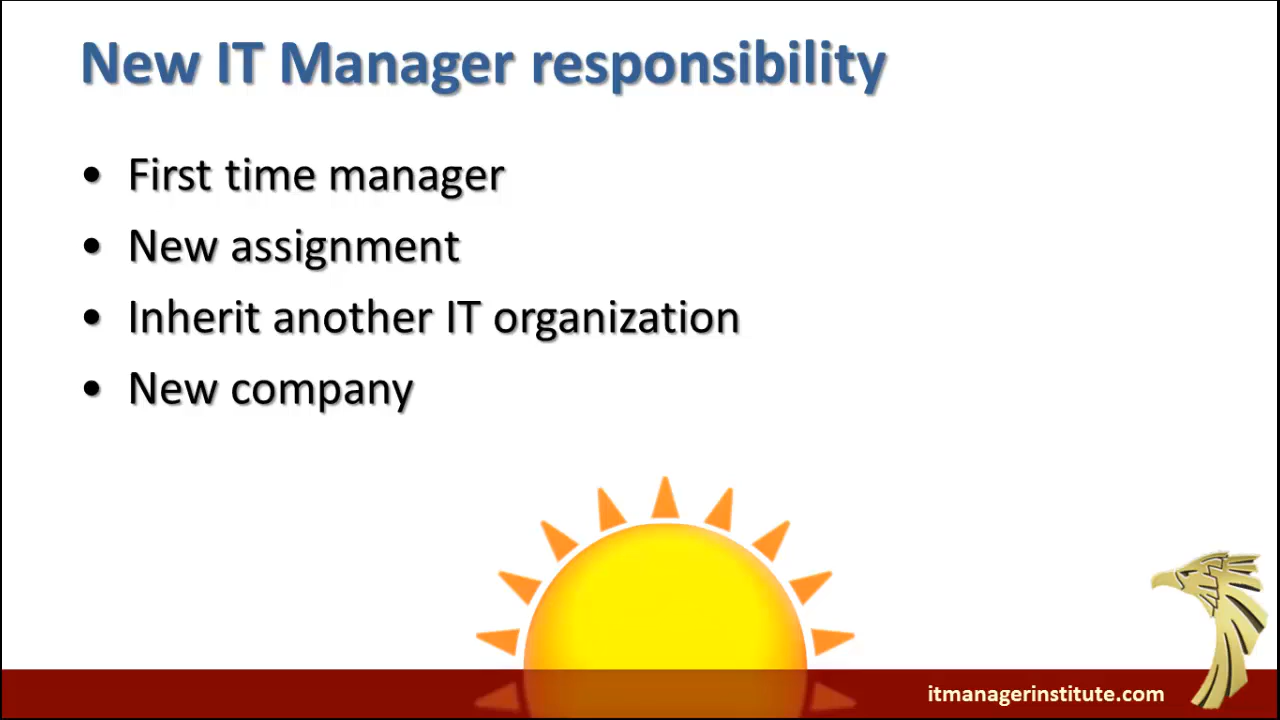 New IT Manager responsibility
• First time manager
• New assignment
• Inherit another IT organization
• New company
itmanagerinstitute.com